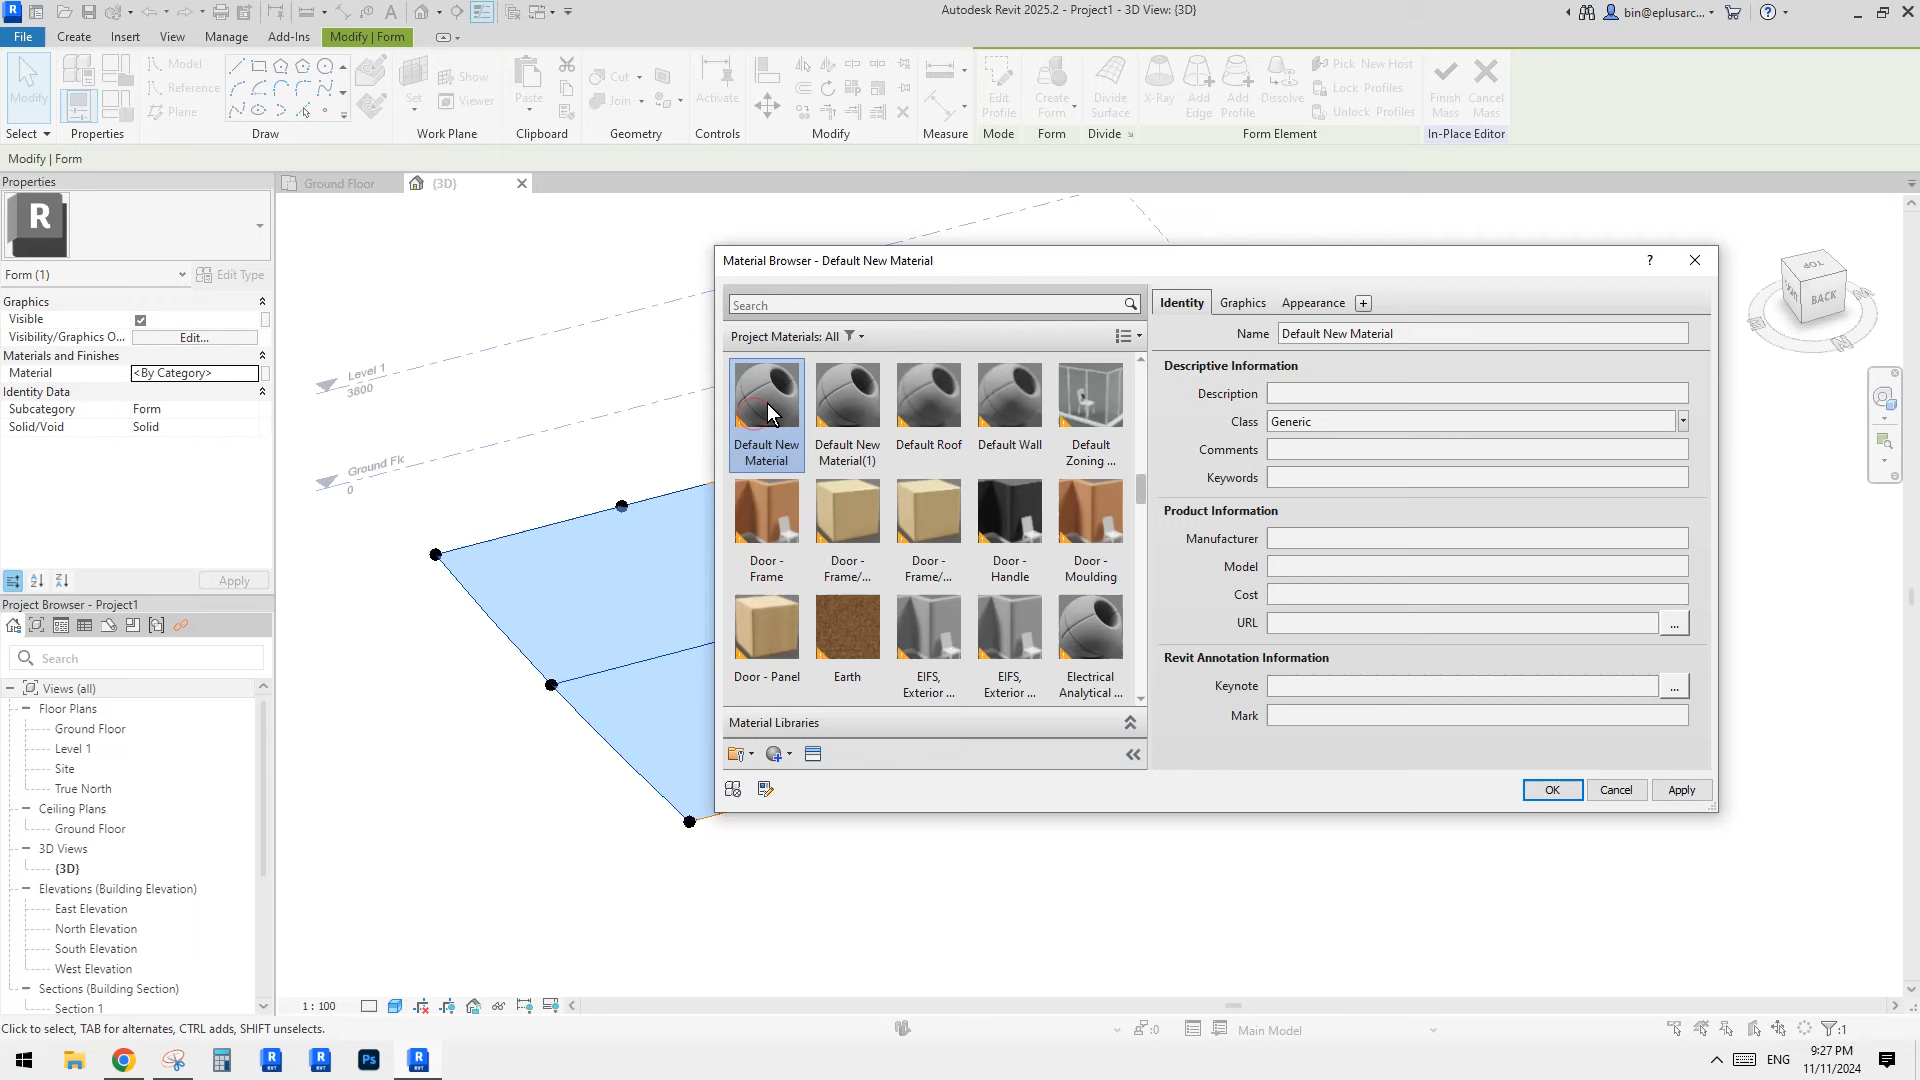 Autodesk Revit 2025.2 - Project1 - 3D View: {3D}
bin@eplusarc...
File
Create
Insert
View
Manage
Add-Ins
Modify | Form
Modify
Select
Properties
Model
Reference
Plane
Draw
Set
Show
Viewer
Work Plane
Paste
Clipboard
Cut
Join
Geometry
Activate
Controls
Modify
Measure
Edit
Profile
Mode
Create
Form
Form
Divide
Surface
Divide
X-Ray
Add
Edge
Add
Profile
Dissolve
Pick New Host
Lock Profiles
Unlock Profiles
Form Element
Finish
Mass
Cancel
Mass
In-Place Editor
Modify | Form
Properties
R
Form (1)
Edit Type
Graphics
Visible
Visibility/Graphics O...
Edit...
Materials and Finishes
Material
<By Category>
Identity Data
Subcategory
Form
Solid/Void
Solid
Apply
Project Browser - Project1
Search
Views (all)
Floor Plans
Ground Floor
Level 1
Site
True North
Ceiling Plans
Ground Floor
3D Views
{3D}
Elevations (Building Elevation)
East Elevation
North Elevation
South Elevation
West Elevation
Sections (Building Section)
Section 1
Ground Floor
{3D}
Level 1
3800
Ground Flo
0
TOP
BACK
Material Browser - Default New Material
?
Search
Project Materials: All
Default New
Material
Default New
Material(1)
Default Roof
Default Wall
Default
Zoning ...
Door -
Frame
Door -
Frame/...
Door -
Frame/...
Door -
Handle
Door -
Moulding
Door - Panel
Earth
EIFS,
Exterior ...
EIFS,
Exterior ...
Electrical
Analytical ...
Material Libraries
Identity
Graphics
Appearance
Name
Default New Material
Descriptive Information
Description
Class
Generic
Comments
Keywords
Product Information
Manufacturer
Model
Cost
URL
...
Revit Annotation Information
Keynote
...
Mark
OK
Cancel
Apply
1 : 100
Click to select, TAB for alternates, CTRL adds, SHIFT unselects.
:0
Main Model
:1
ENG
9:27 PM
11/11/2024